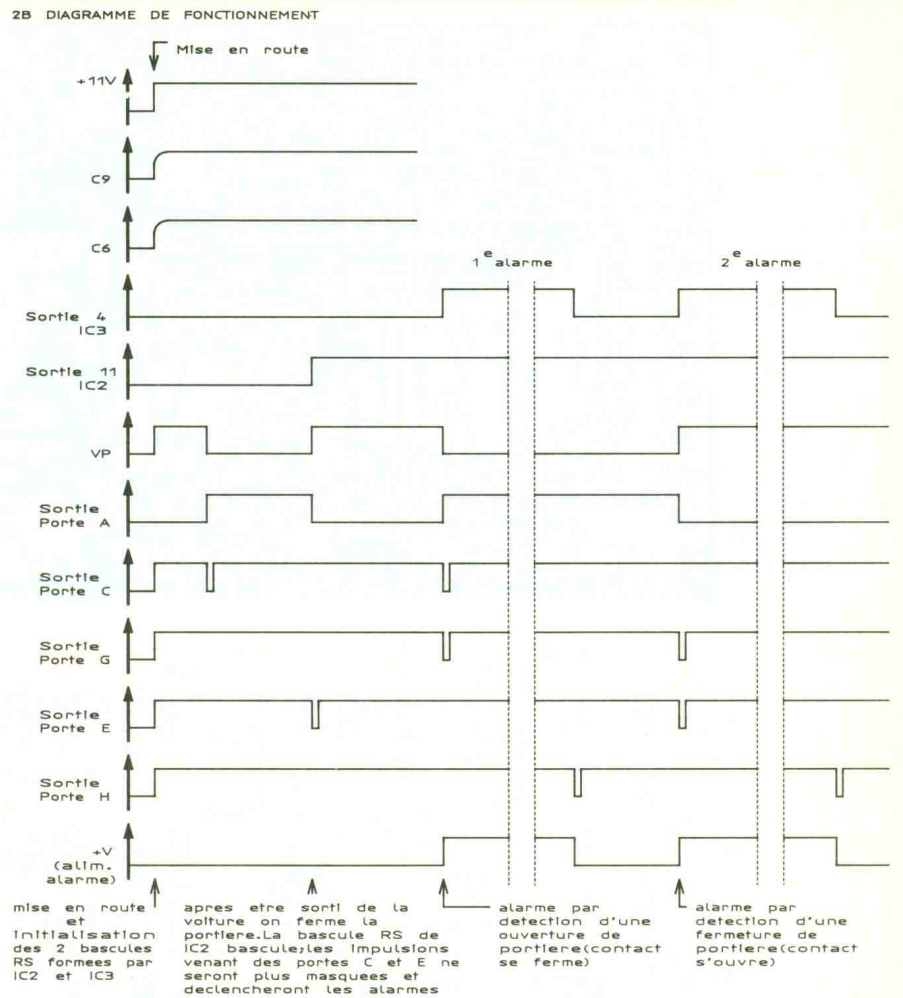 2B DIAGRAMME DE FONCTIONNEMENT
Mise en route
+11V
C9
C6
1e alarme
2e alarme
Sortie 4
IC3
Sortie 11
IC2
VP
Sortie
Porte A
Sortie
Porte C
Sortie
Porte G
Sortie
Porte E
Sortie
Porte H
+V
(alim.
alarme)
mise en route
et
initialisation
des 2 bascules
RS formees par
IC2 et IC3
apres etre sorti de la
voiture on ferme la
portiere.La bascule RS de
IC2 bascule;les impulsions
venant des portes C et E ne
seront plus masquees et
declencheront les alarmes
alarme par
detection d'une
ouverture de
portiere(contact
se ferme)
alarme par
detection d'une
fermeture de
portiere(contact
s'ouvre)